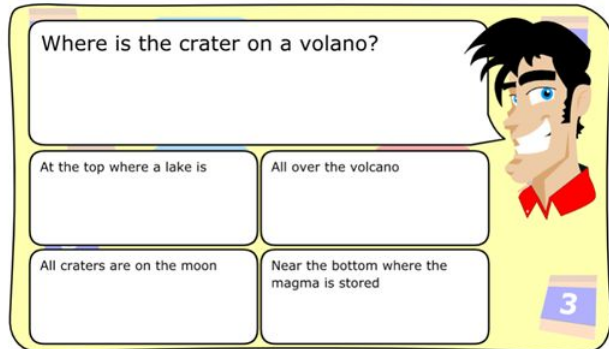 Where is the crater on a volano?
At the top where a lake is
All over the volcano
All craters are on the moon
Near the bottom where the
magma is stored
3